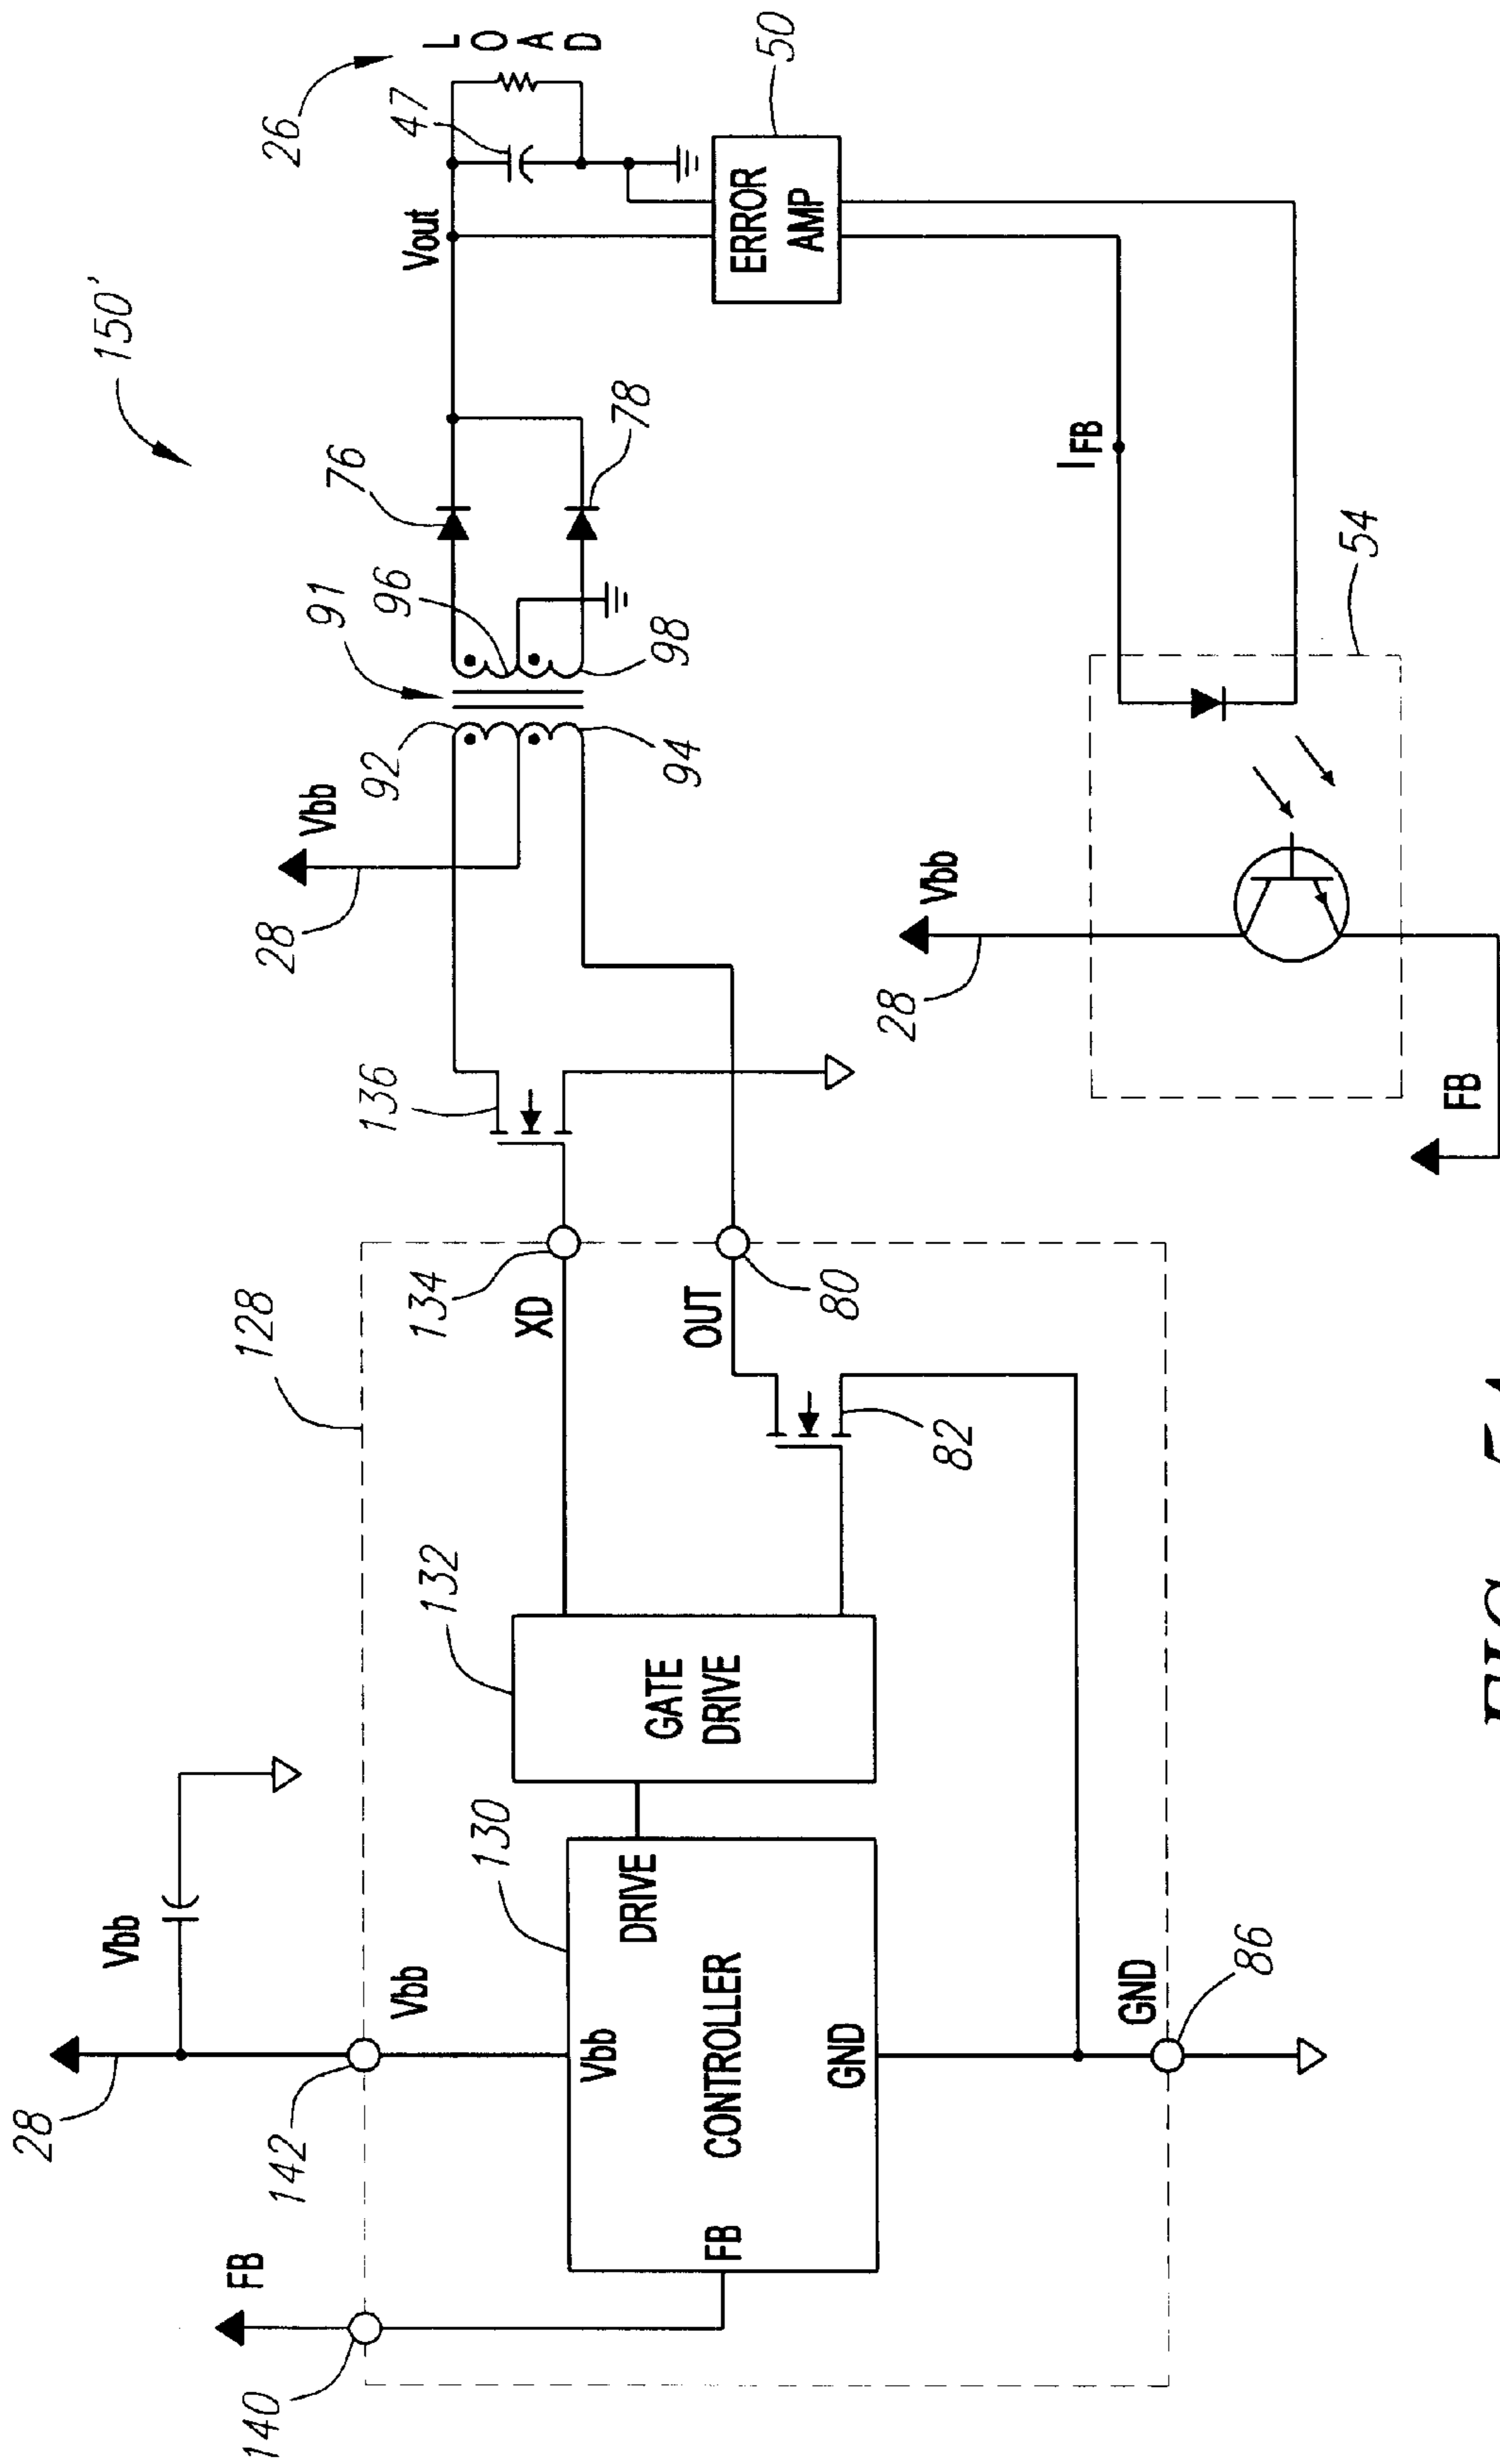 150'
26
LOAD
47
Vout
76
78
91
96
98
92
94
Vbb
28
ERROR
AMP
50
IFB
54
Vbb
28
FB
136
134
XD
OUT
80
82
128
132
GATE
DRIVE
130
DRIVE
Vbb
CONTROLLER
GND
FB
Vbb
28
142
Vbb
GND
86
FB
140